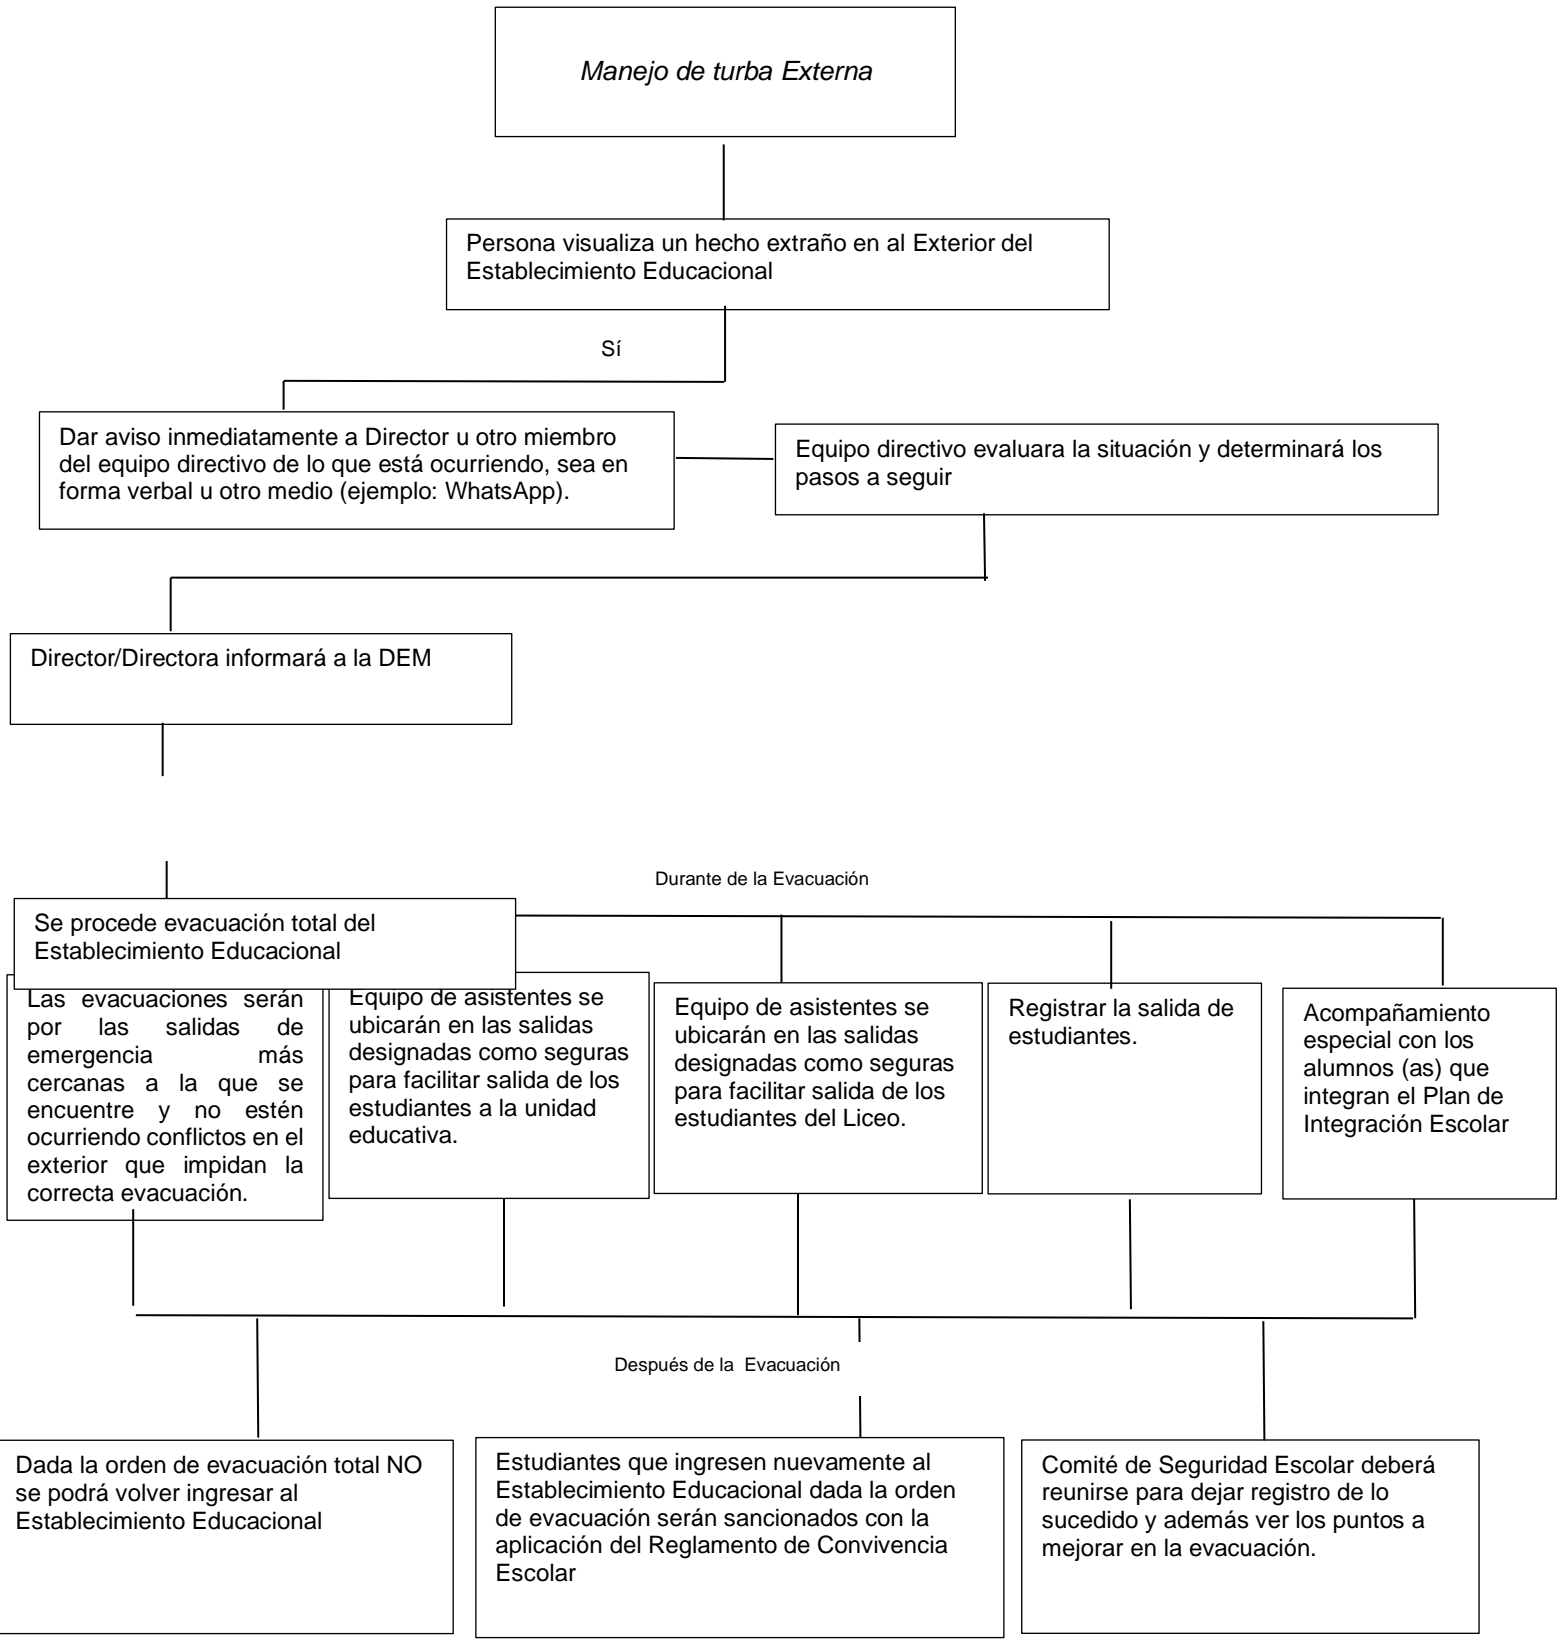 Manejo de turba Externa
Persona visualiza un hecho extraño en al Exterior del
Establecimiento Educacional
Sí
Dar aviso inmediatamente a Director u otro miembro
del equipo directivo de lo que está ocurriendo, sea en
forma verbal u otro medio (ejemplo: WhatsApp).
Equipo directivo evaluara la situación y determinará los
pasos a seguir
Director/Directora informará a la DEM
Durante de la Evacuación
Se procede evacuación total del
Establecimiento Educacional
Las evacuaciones serán
por las salidas de
emergencia más
cercanas a la que se
encuentre y no estén
ocurriendo conflictos en el
exterior que impidan la
correcta evacuación.
Equipo de asistentes se
ubicarán en las salidas
designadas como seguras
para facilitar salida de los
estudiantes a la unidad
educativa.
Equipo de asistentes se
ubicarán en las salidas
designadas como seguras
para facilitar salida de los
estudiantes del Liceo.
Registrar la salida de
estudiantes.
Acompañamiento
especial con los
alumnos (as) que
integran el Plan de
Integración Escolar
Después de la  Evacuación
Dada la orden de evacuación total NO
se podrá volver ingresar al
Establecimiento Educacional
Estudiantes que ingresen nuevamente al
Establecimiento Educacional dada la orden
de evacuación serán sancionados con la
aplicación del Reglamento de Convivencia
Escolar
Comité de Seguridad Escolar deberá
reunirse para dejar registro de lo
sucedido y además ver los puntos a
mejorar en la evacuación.